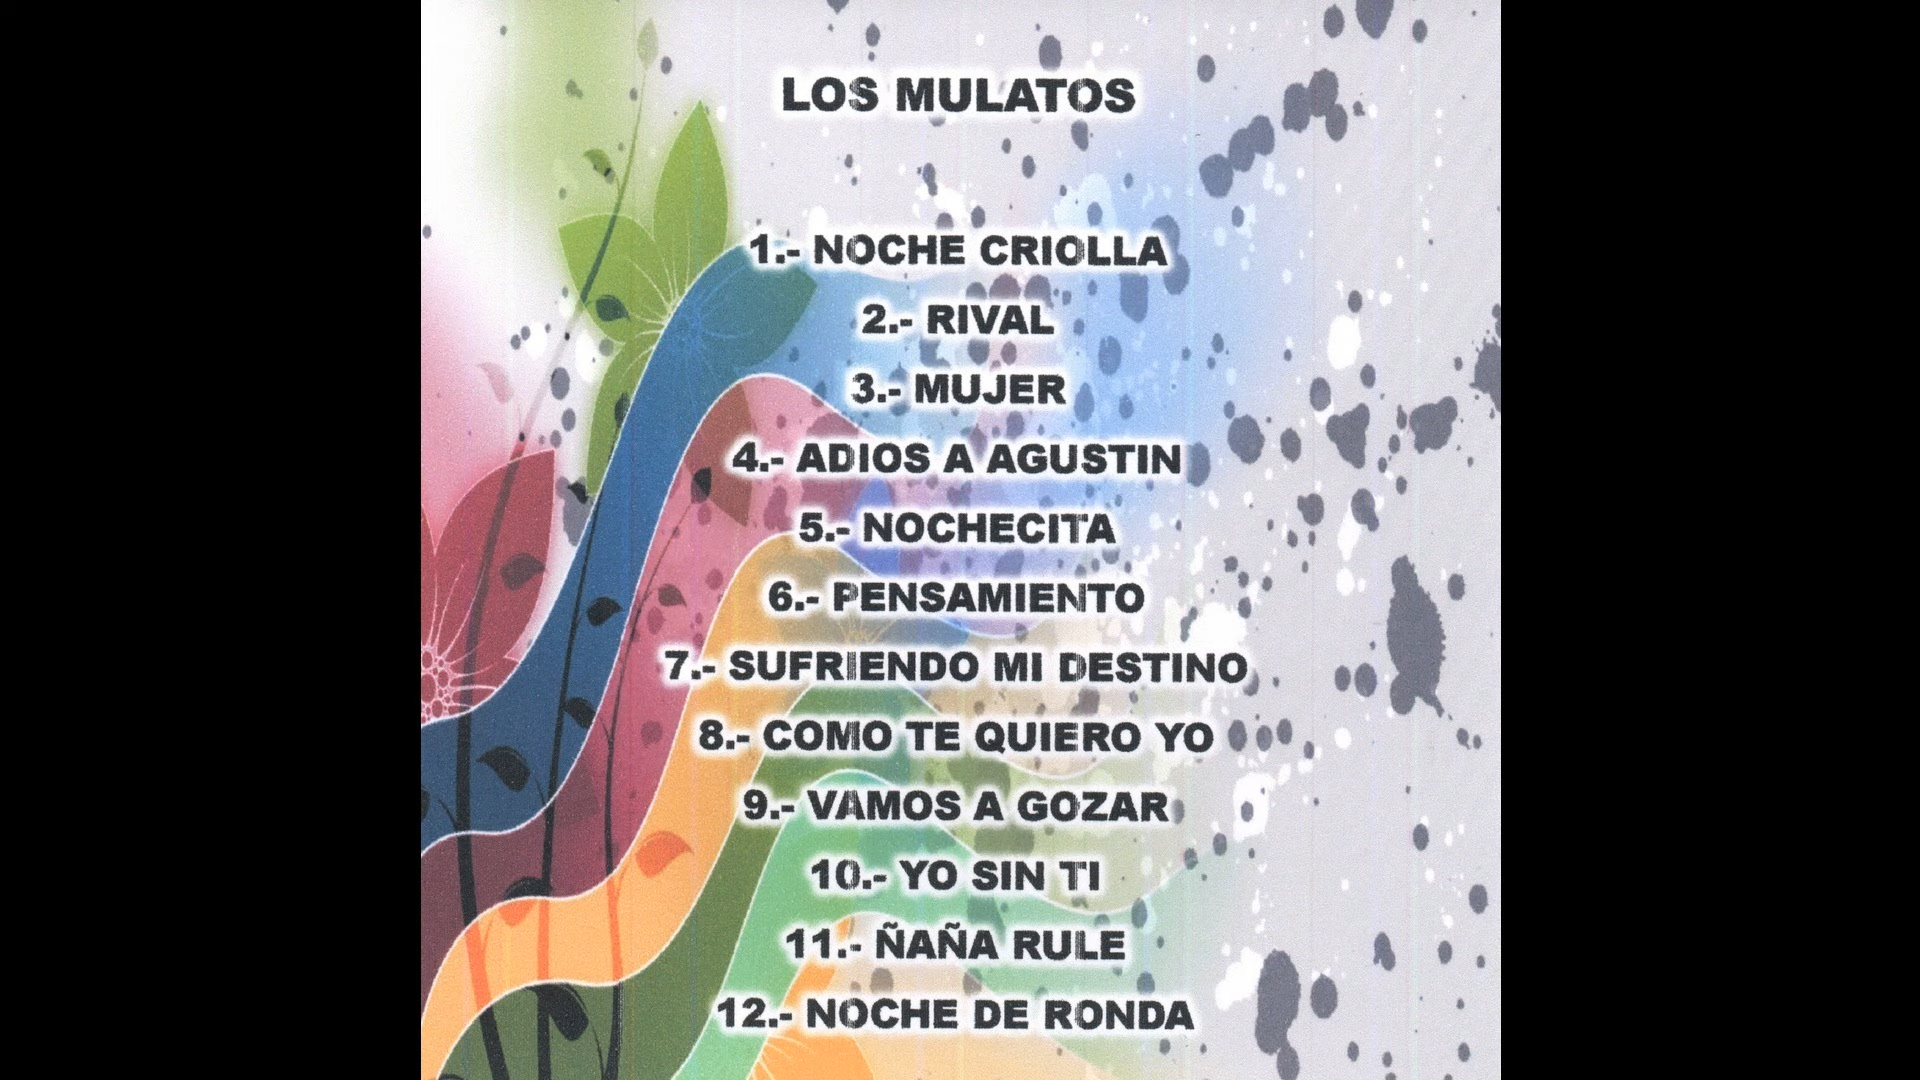 LOS MULATOS
1.- NOCHE CRIOLLA
2.- RIVAL
3.- MUJER
4.- ADIOS A AGUSTIN
5.- NOCHECITA
6.- PENSAMIENTO
7.- SUFRIENDO MI DESTINO
8.- COMO TE QUIERO YO
9.- VAMOS A GOZAR
10.- YO SIN TI
11.- ÑAÑA RULE
12.- NOCHE DE RONDA